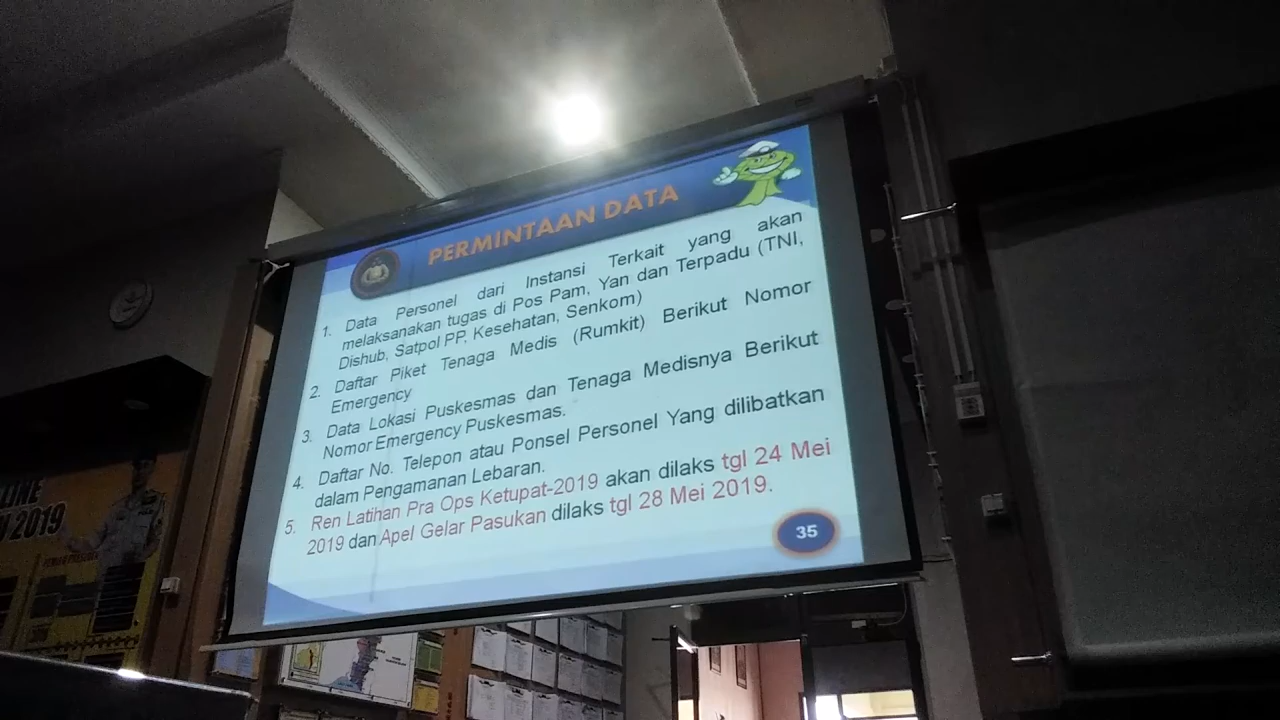 PERMINTAAN DATA
1. Data Personel dari Instansi Terkait yang akan
melaksanakan tugas di Pos Pam, Yan dan Terpadu (TNI,
Dishub, Satpol PP, Kesehatan, Senkom)
2. Daftar Piket Tenaga Medis (Rumkit) Berikut Nomor
Emergency
3. Data Lokasi Puskesmas dan Tenaga Medisnya Berikut
Nomor Emergency Puskesmas.
4. Daftar No. Telepon atau Ponsel Personel Yang dilibatkan
dalam Pengamanan Lebaran.
5. Ren Latihan Pra Ops Ketupat-2019 akan dilaks tgl 24 Mei
2019 dan Apel Gelar Pasukan dilaks tgl 28 Mei 2019.
35
2019